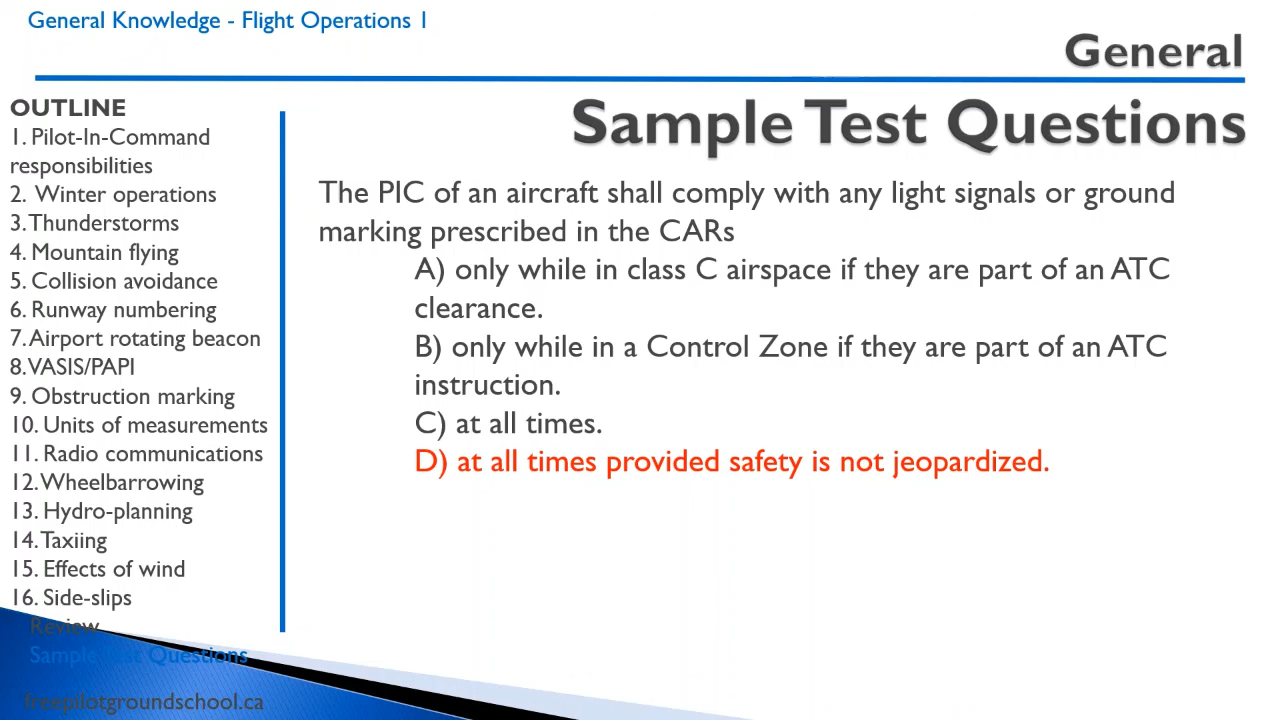 General Knowledge - Flight Operations 1
General
OUTLINE
1. Pilot-In-Command
responsibilities
2. Winter operations
3. Thunderstorms
4. Mountain flying
5. Collision avoidance
6. Runway numbering
7. Airport rotating beacon
8. VASIS/PAPI
9. Obstruction marking
10. Units of measurements
11. Radio communications
12. Wheelbarrowing
13. Hydro-planning
14. Taxiing
15. Effects of wind
16. Side-slips
Review
Sample Test Questions
freepilotgroundschool.ca
Sample Test Questions
The PIC of an aircraft shall comply with any light signals or ground
marking prescribed in the CARs
A) only while in class C airspace if they are part of an ATC
clearance.
B) only while in a Control Zone if they are part of an ATC
instruction.
C) at all times.
D) at all times provided safety is not jeopardized.